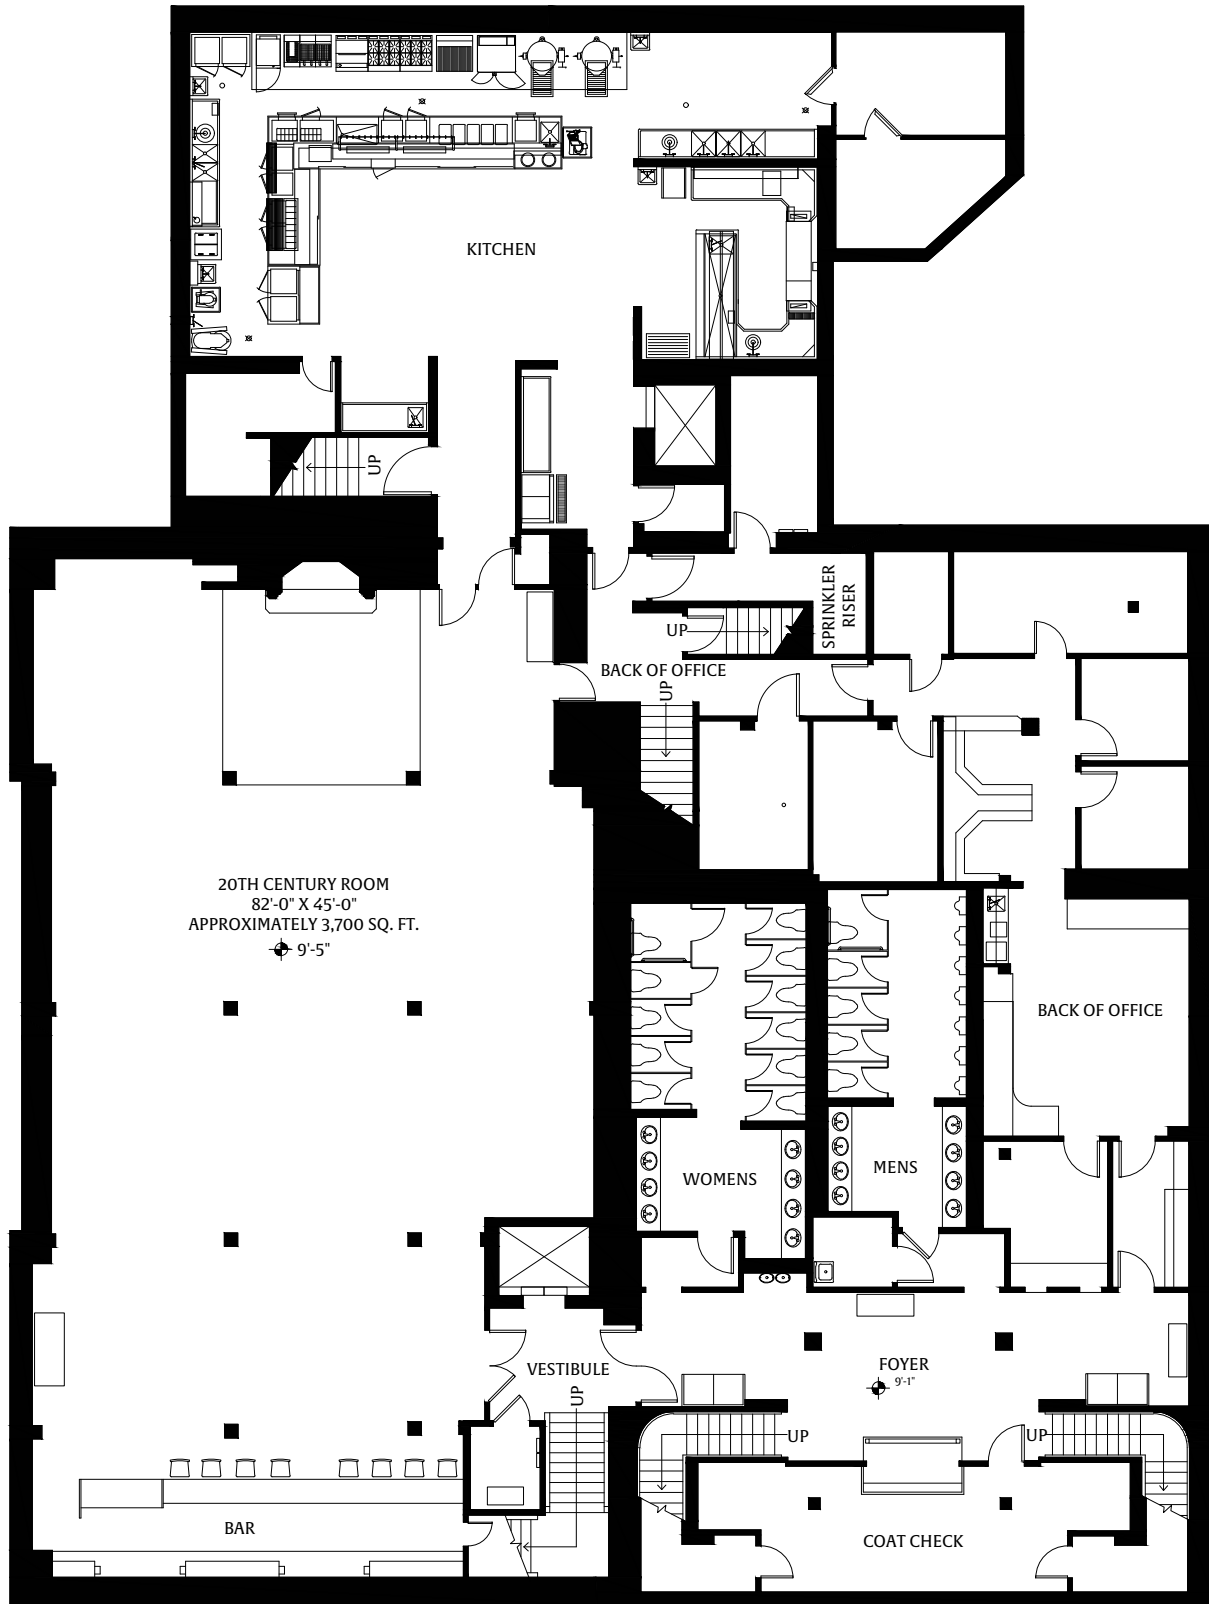 KITCHEN
UP
SPRINKLER
RISER
UP
BACK OF OFFICE
UP
20TH CENTURY ROOM
82'-0" X 45'-0"
APPROXIMATELY 3,700 SQ. FT.
9'-5"
BACK OF OFFICE
WOMENS
MENS
VESTIBULE
FOYER
9'-1"
UP
UP
UP
BAR
COAT CHECK